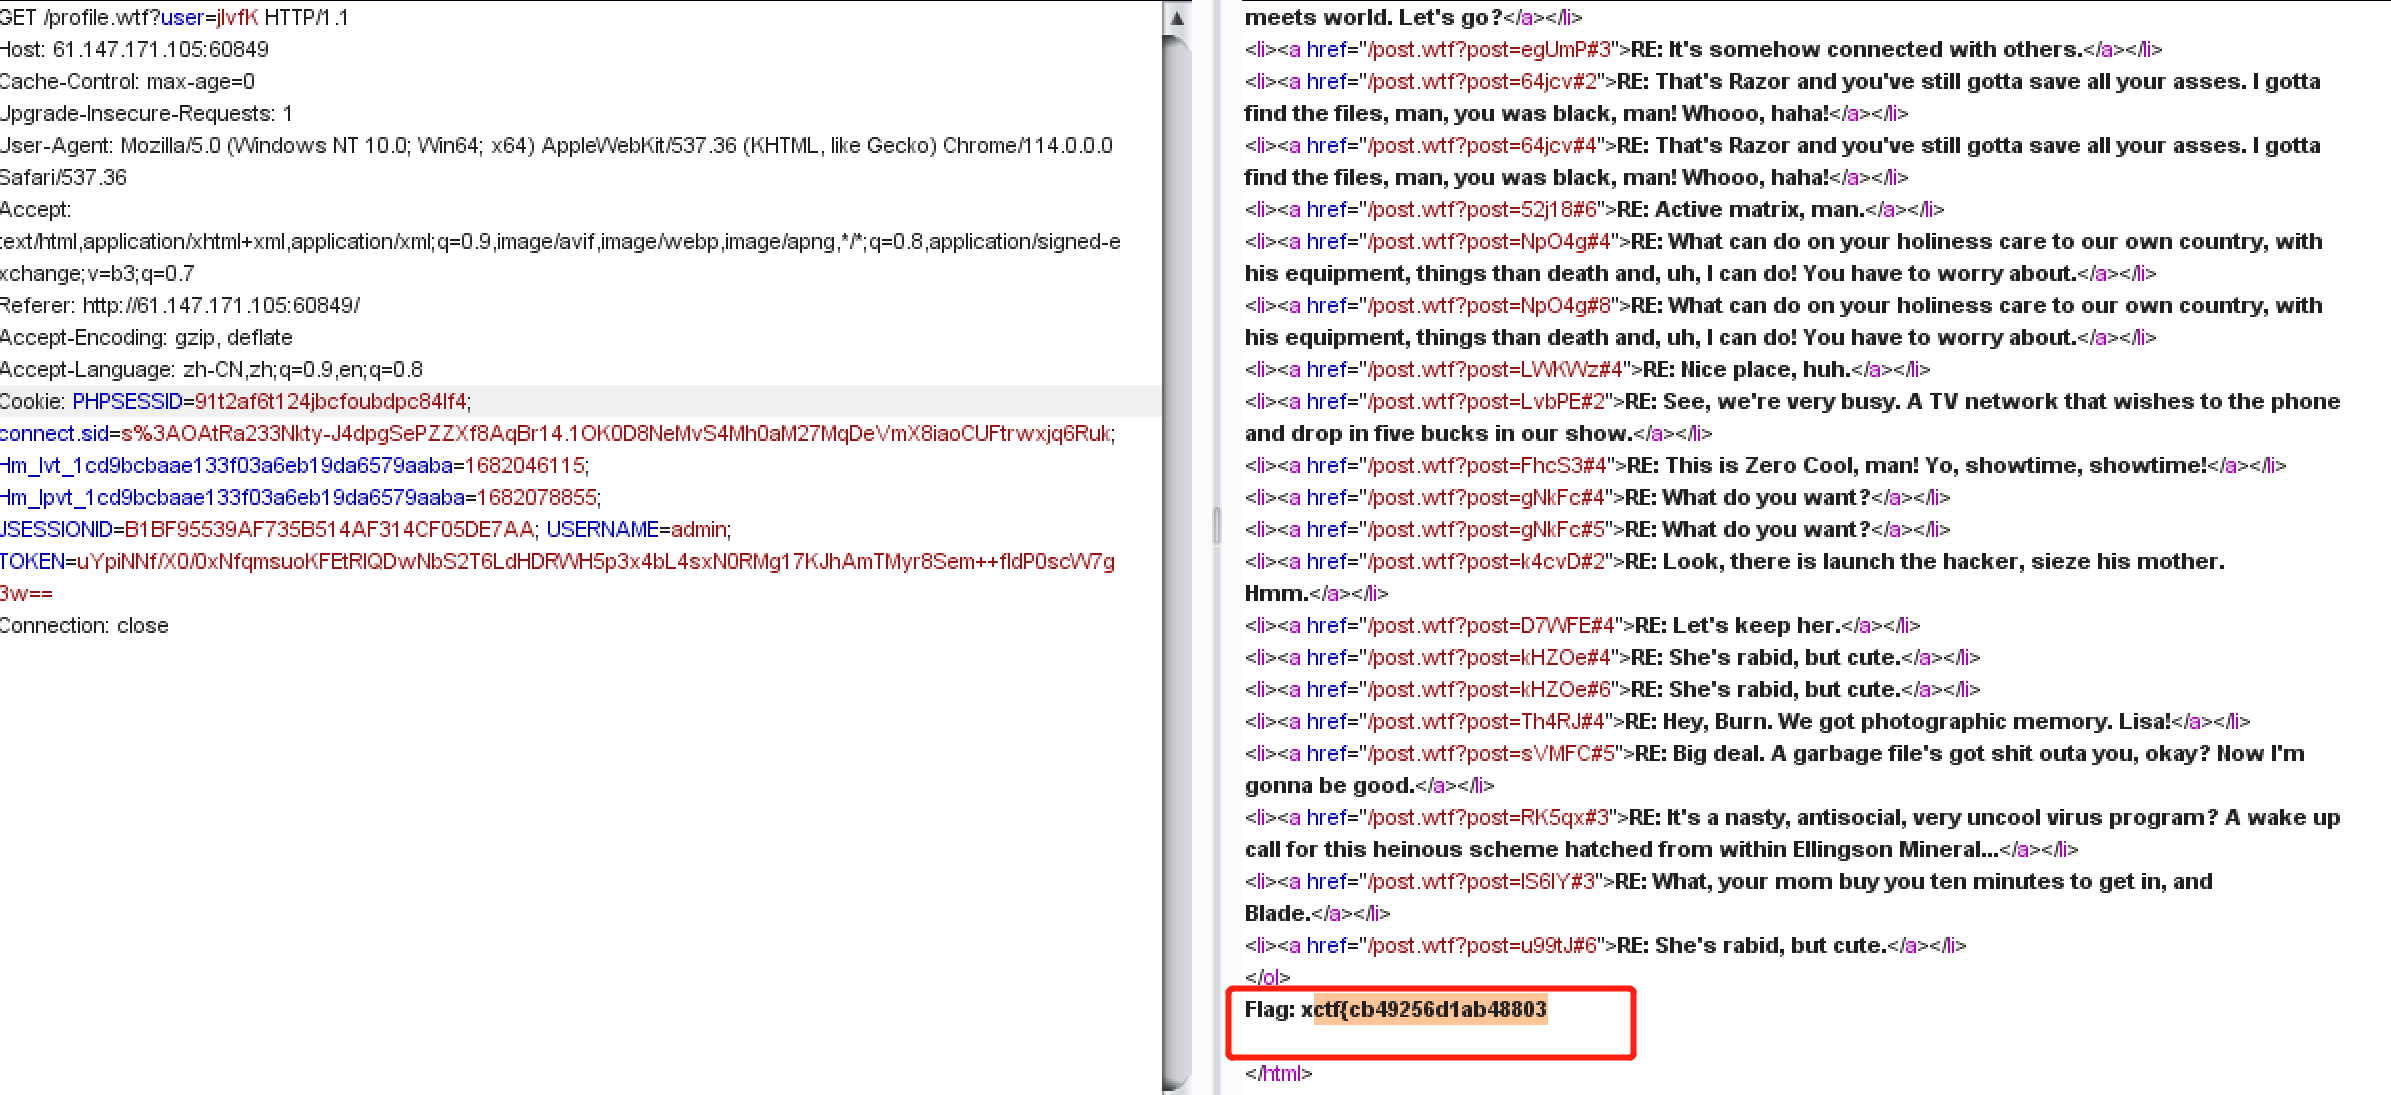 GET /profile.wtf?user=jlvfK HTTP/1.1
Host: 61.147.171.105:60849
Cache-Control: max-age=0
Upgrade-Insecure-Requests: 1
User-Agent: Mozilla/5.0 (Windows NT 10.0; Win64; x64) AppleWebKit/537.36 (KHTML, like Gecko) Chrome/114.0.0.0
Safari/537.36
Accept:
text/html,application/xhtml+xml,application/xml;q=0.9,image/avif,image/webp,image/apng,*/*;q=0.8,application/signed-e
xchange;v=b3;q=0.7
Referer: http://61.147.171.105:60849/
Accept-Encoding: gzip, deflate
Accept-Language: zh-CN,zh;q=0.9,en;q=0.8
Cookie: PHPSESSID=91t2af6t124jbcfoubdpc84lf4;
connect.sid=s%3AOAtRa233Nkty-J4dpgSePZZXf8AqBr14.1OK0D8NeMvS4Mh0aM27MqDeVmX8iaoCUFtrwxjq6Ruk;
Hm_lvt_1cd9bcbaae133f03a6eb19da6579aaba=1682046115;
Hm_lpvt_1cd9bcbaae133f03a6eb19da6579aaba=1682078855;
JSESSIONID=B1BF95539AF735B514AF314CF05DE7AA; USERNAME=admin;
TOKEN=uYpiNNf/X0/0xNfqmsuoKFEtRlQDwNbS2T6LdHDRWH5p3x4bL4sxN0RMg17KJhAmTMyr8Sem++fldP0scW7g
3w==
Connection: close
meets world. Let's go?</a></li>
<li><a href="/post.wtf?post=egUmP#3">RE: It's somehow connected with others.</a></li>
<li><a href="/post.wtf?post=64jcv#2">RE: That's Razor and you've still gotta save all your asses. I gotta
find the files, man, you was black, man! Whooo, haha!</a></li>
<li><a href="/post.wtf?post=64jcv#4">RE: That's Razor and you've still gotta save all your asses. I gotta
find the files, man, you was black, man! Whooo, haha!</a></li>
<li><a href="/post.wtf?post=52j18#6">RE: Active matrix, man.</a></li>
<li><a href="/post.wtf?post=NpO4g#4">RE: What can do on your holiness care to our own country, with
his equipment, things than death and, uh, I can do! You have to worry about.</a></li>
<li><a href="/post.wtf?post=NpO4g#8">RE: What can do on your holiness care to our own country, with
his equipment, things than death and, uh, I can do! You have to worry about.</a></li>
<li><a href="/post.wtf?post=LWKWz#4">RE: Nice place, huh.</a></li>
<li><a href="/post.wtf?post=LvbPE#2">RE: See, we're very busy. A TV network that wishes to the phone
and drop in five bucks in our show.</a></li>
<li><a href="/post.wtf?post=FhcS3#4">RE: This is Zero Cool, man! Yo, showtime, showtime!</a></li>
<li><a href="/post.wtf?post=gNkFc#4">RE: What do you want?</a></li>
<li><a href="/post.wtf?post=gNkFc#5">RE: What do you want?</a></li>
<li><a href="/post.wtf?post=k4cvD#2">RE: Look, there is launch the hacker, sieze his mother.
Hmm.</a></li>
<li><a href="/post.wtf?post=D7WFE#4">RE: Let's keep her.</a></li>
<li><a href="/post.wtf?post=kHZOe#4">RE: She's rabid, but cute.</a></li>
<li><a href="/post.wtf?post=kHZOe#6">RE: She's rabid, but cute.</a></li>
<li><a href="/post.wtf?post=Th4RJ#4">RE: Hey, Burn. We got photographic memory. Lisa!</a></li>
<li><a href="/post.wtf?post=sVMFC#5">RE: Big deal. A garbage file's got shit outa you, okay? Now I'm
gonna be good.</a></li>
<li><a href="/post.wtf?post=RK5qx#3">RE: It's a nasty, antisocial, very uncool virus program? A wake up
call for this heinous scheme hatched from within Ellingson Mineral...</a></li>
<li><a href="/post.wtf?post=lS6lY#3">RE: What, your mom buy you ten minutes to get in, and
Blade.</a></li>
<li><a href="/post.wtf?post=u99tJ#6">RE: She's rabid, but cute.</a></li>
</ol>
Flag: xctf{cb49256d1ab48803
</html>